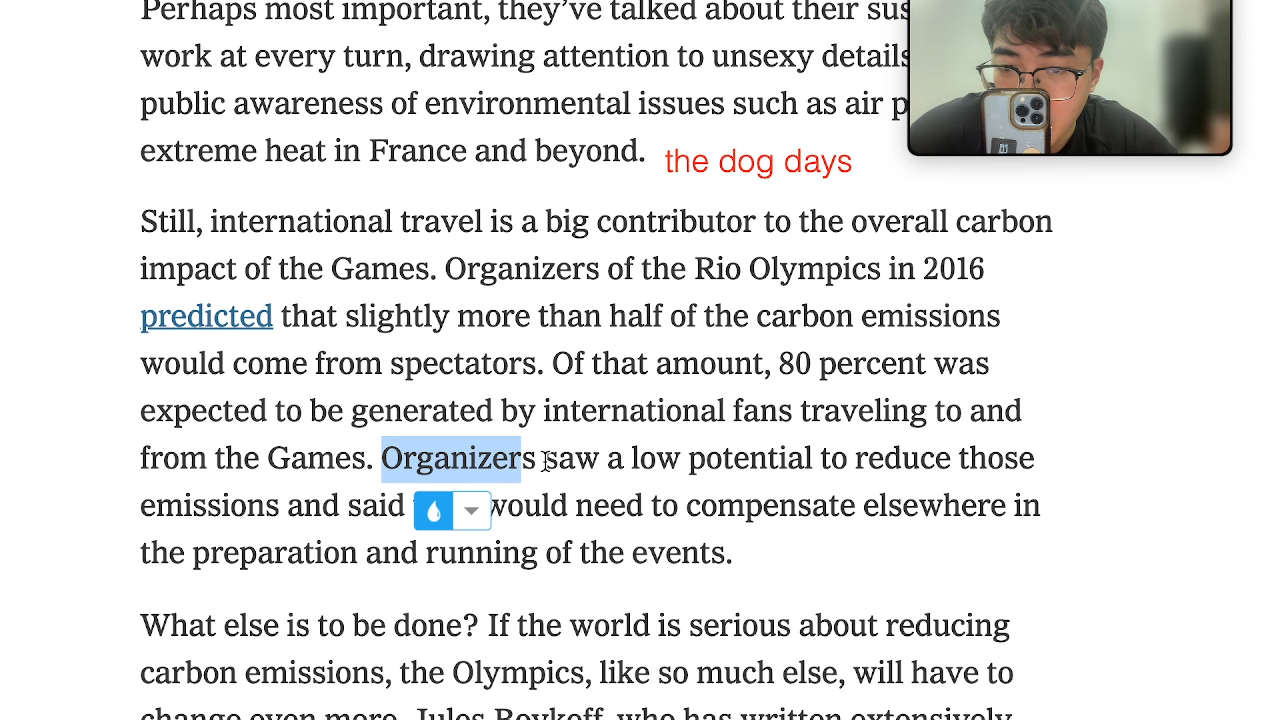 Perhaps most important, they’ve talked about their sus
work at every turn, drawing attention to unsexy details
public awareness of environmental issues such as air p
extreme heat in France and beyond.
the dog days
Still, international travel is a big contributor to the overall carbon
impact of the Games. Organizers of the Rio Olympics in 2016
predicted that slightly more than half of the carbon emissions
would come from spectators. Of that amount, 80 percent was
expected to be generated by international fans traveling to and
from the Games. Organizers saw a low potential to reduce those
emissions and said would need to compensate elsewhere in
the preparation and running of the events.
What else is to be done? If the world is serious about reducing
carbon emissions, the Olympics, like so much else, will have to
change even more. Jules Boykoff, who has written extensively